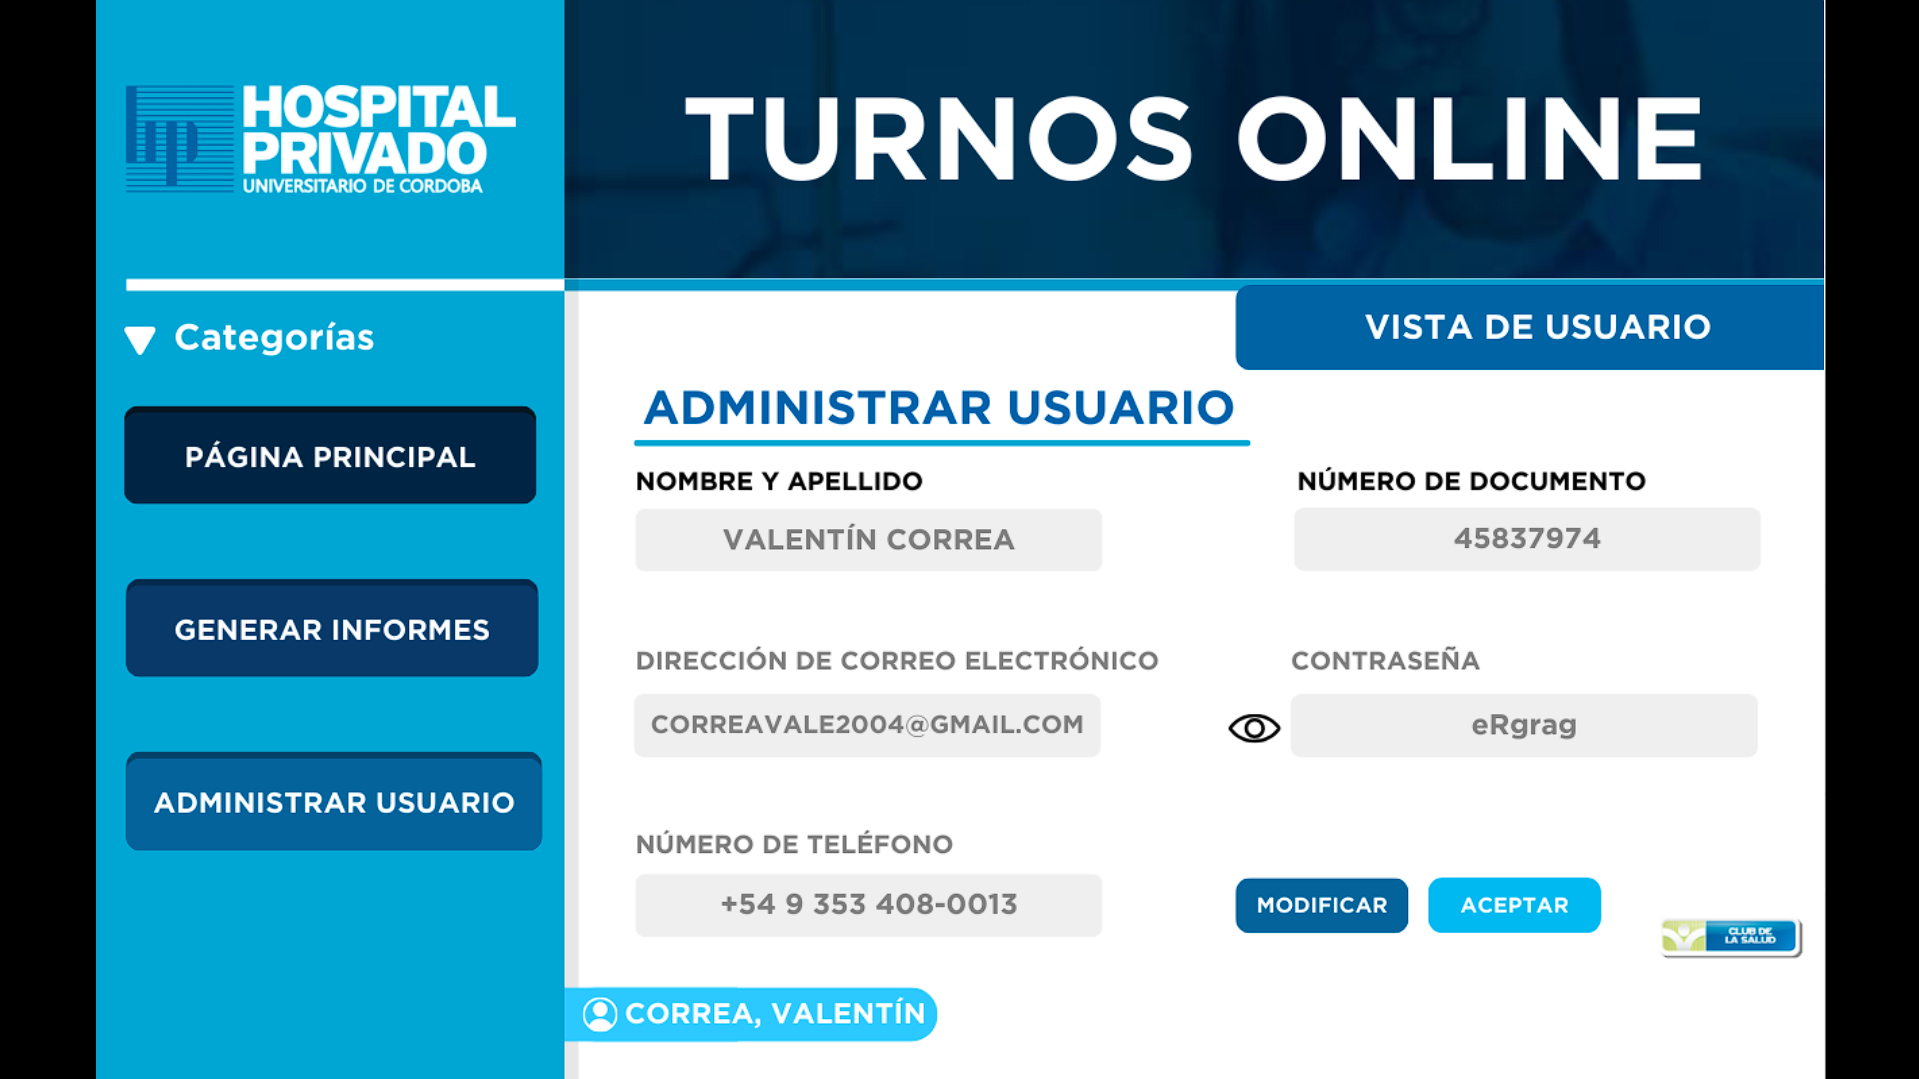 HOSPITAL
PRIVADO
UNIVERSITARIO DE CORDOBA
TURNOS ONLINE
Categorías
PÁGINA PRINCIPAL
GENERAR INFORMES
ADMINISTRAR USUARIO
VISTA DE USUARIO
ADMINISTRAR USUARIO
NOMBRE Y APELLIDO
VALENTÍN CORREA
NÚMERO DE DOCUMENTO
45837974
DIRECCIÓN DE CORREO ELECTRÓNICO
CORREAVALE2004@GMAIL.COM
CONTRASEÑA
eRgrag
NÚMERO DE TELÉFONO
+54 9 353 408-0013
MODIFICAR
ACEPTAR
CLUB DE
LA SALUD
CORREA, VALENTÍN